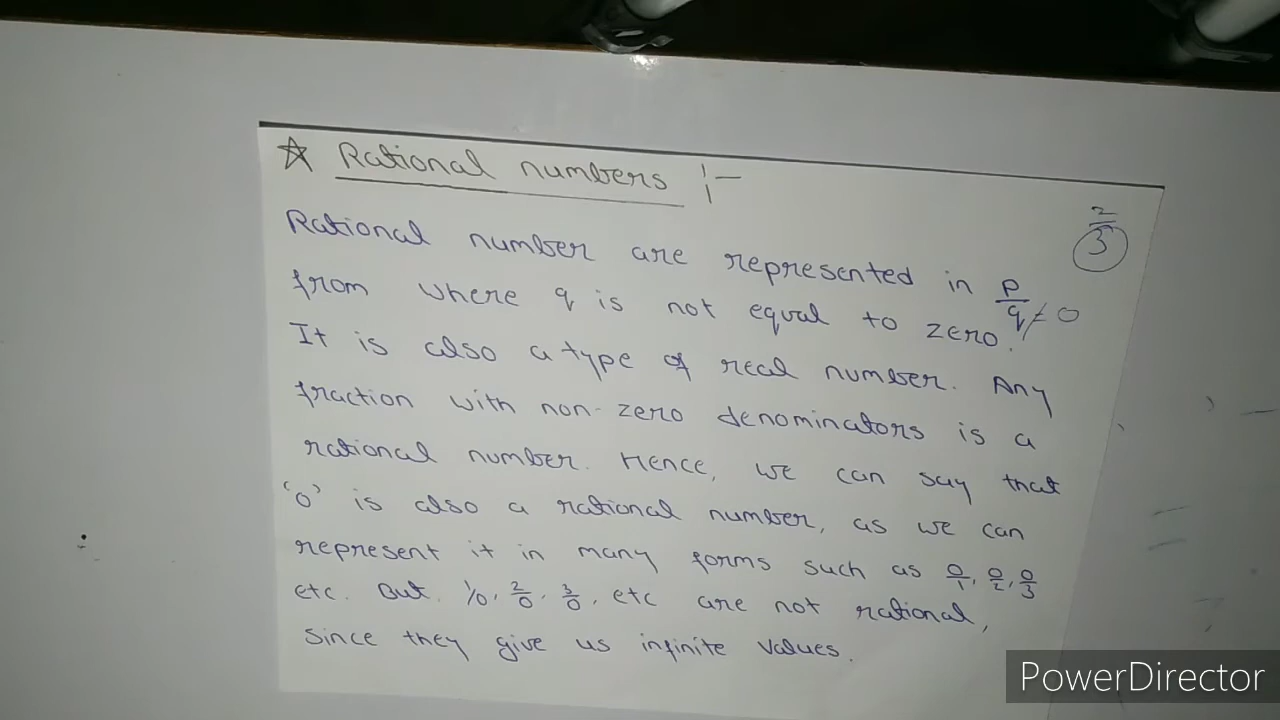 ☆ Rational numbers :-
2/3
Rational number are represented in p/q≠0
from where q is not equal to zero.
It is also a type of real number. Any
fraction with non-zero denominators is a
rational number. Hence, we can say that
'0' is also a rational number, as we can
represent it in many forms such as 0/1, 0/2, 0/3
etc. But 1/0, 2/0, 3/0, etc are not rational,
since they give us infinite values.
PowerDirector